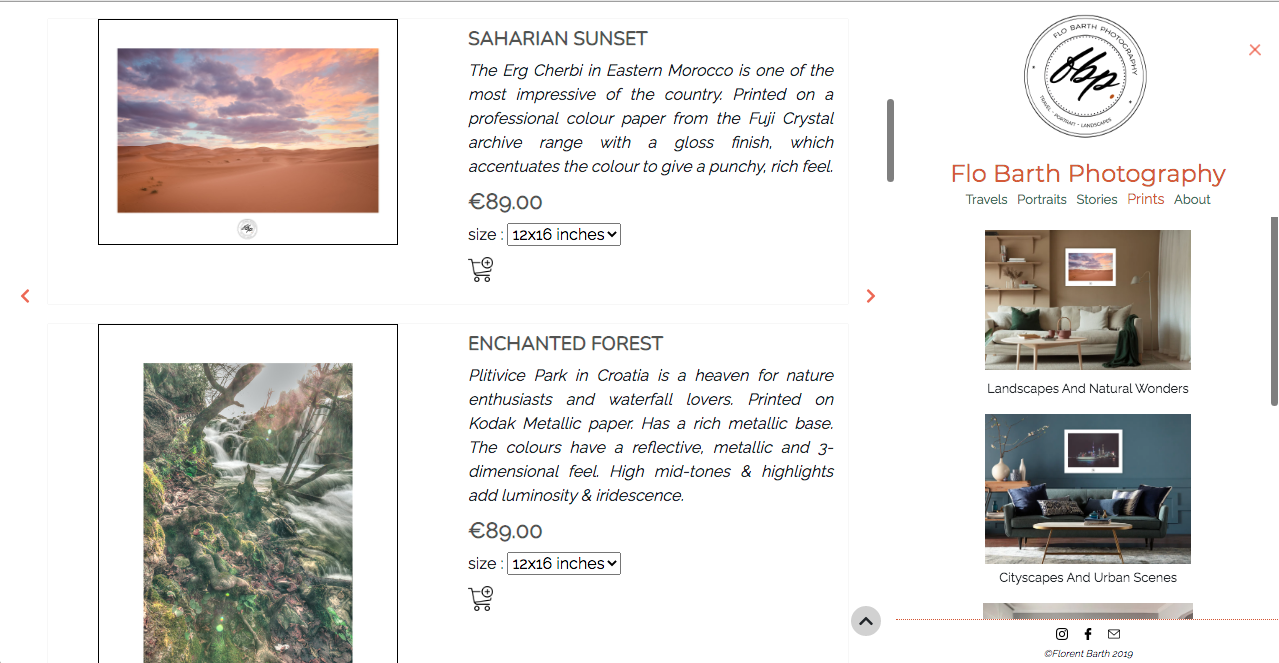 SAHARIAN SUNSET
The Erg Cherbi in Eastern Morocco is one of the
most impressive of the country. Printed on a
professional colour paper from the Fuji Crystal
archive range with a gloss finish, which
accentuates the colour to give a punchy, rich feel.
€89.00
size : 12x16 inches
ENCHANTED FOREST
Plitivice Park in Croatia is a heaven for nature
enthusiasts and waterfall lovers. Printed on
Kodak Metallic paper. Has a rich metallic base.
The colours have a reflective, metallic and 3-
dimensional feel. High mid-tones & highlights
add luminosity & iridescence.
€89.00
size : 12x16 inches
FLO BARTH PHOTOGRAPHY
fbp.
TRAVEL - PORTRAIT - LANDSCAPES
Flo Barth Photography
Travels Portraits Stories Prints About
Landscapes And Natural Wonders
Cityscapes And Urban Scenes
©Florent Barth 2019